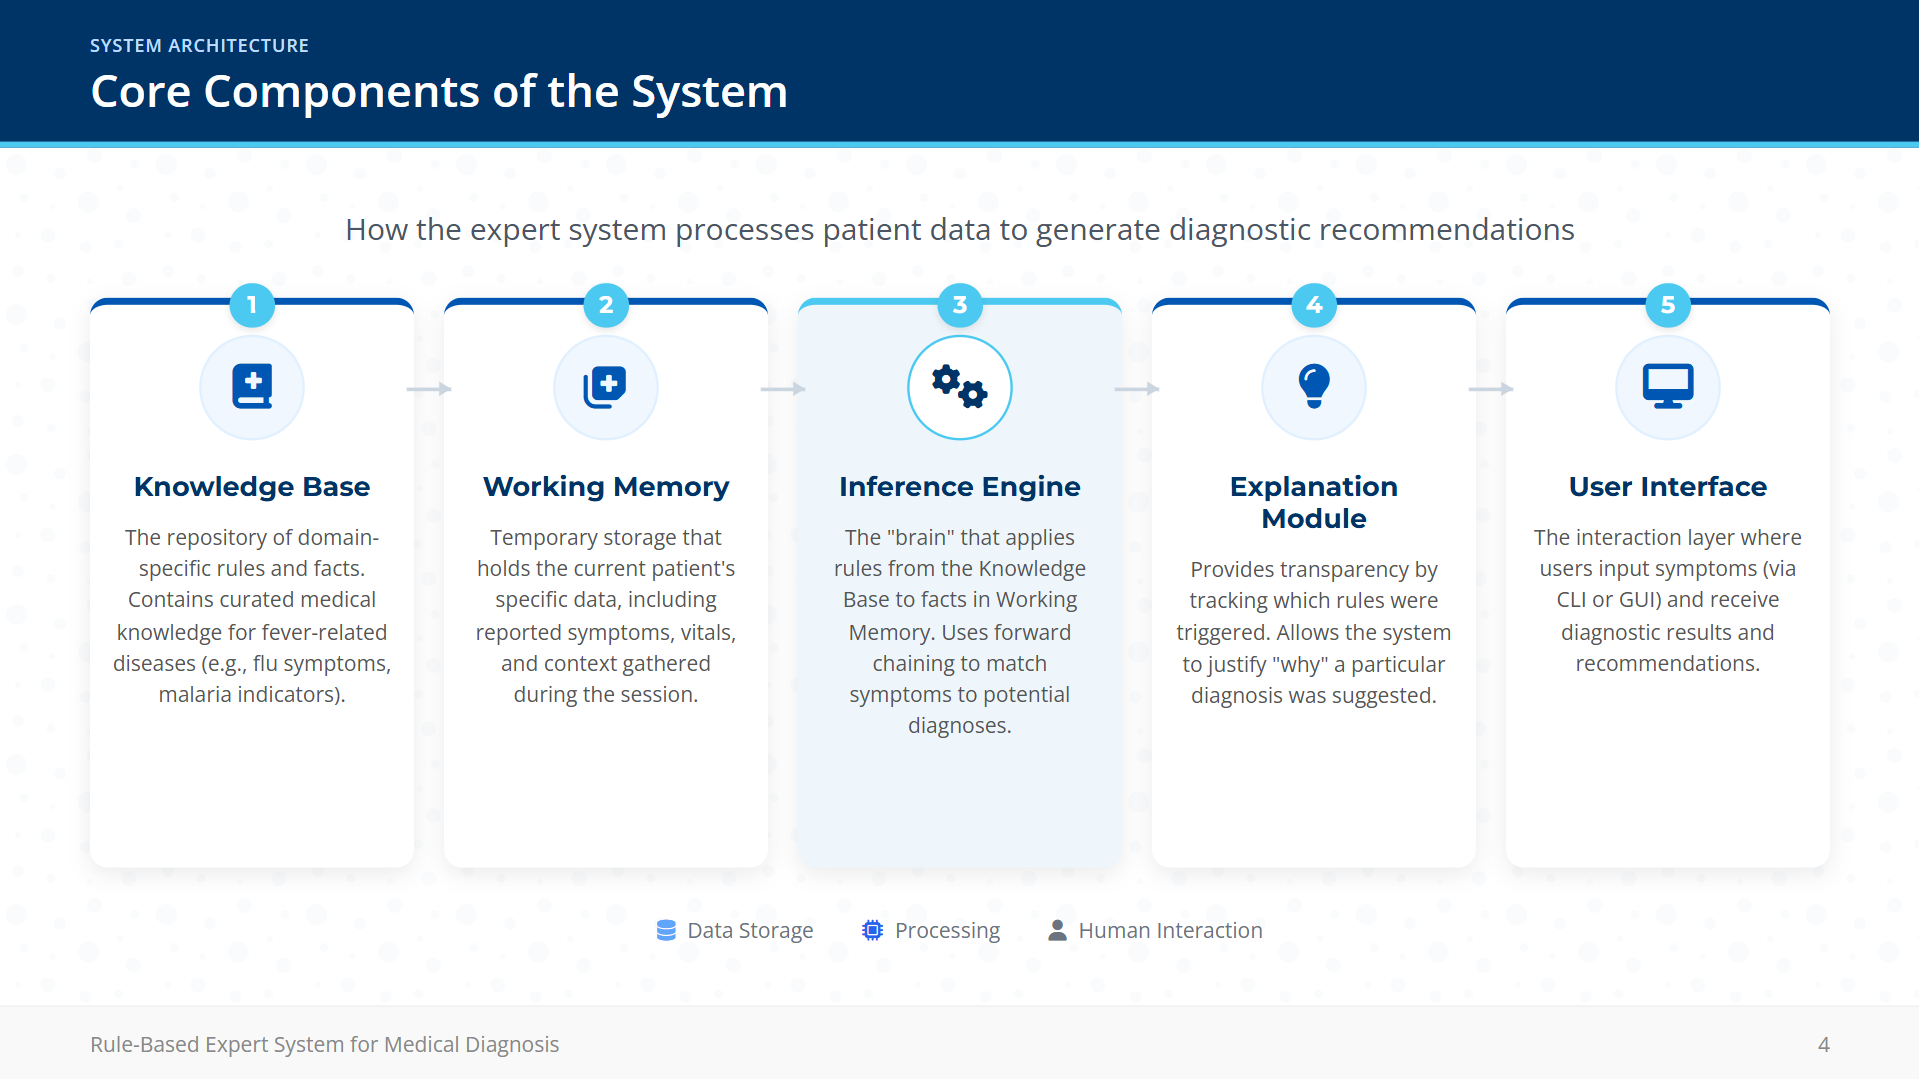 SYSTEM ARCHITECTURE
Core Components of the System
How the expert system processes patient data to generate diagnostic recommendations
1
Knowledge Base
The repository of domain-
specific rules and facts.
Contains curated medical
knowledge for fever-related
diseases (e.g., flu symptoms,
malaria indicators).
2
Working Memory
Temporary storage that
holds the current patient's
specific data, including
reported symptoms, vitals,
and context gathered
during the session.
3
Inference Engine
The "brain" that applies
rules from the Knowledge
Base to facts in Working
Memory. Uses forward
chaining to match
symptoms to potential
diagnoses.
4
Explanation
Module
Provides transparency by
tracking which rules were
triggered. Allows the system
to justify "why" a particular
diagnosis was suggested.
5
User Interface
The interaction layer where
users input symptoms (via
CLI or GUI) and receive
diagnostic results and
recommendations.
Data Storage
Processing
Human Interaction
Rule-Based Expert System for Medical Diagnosis
4